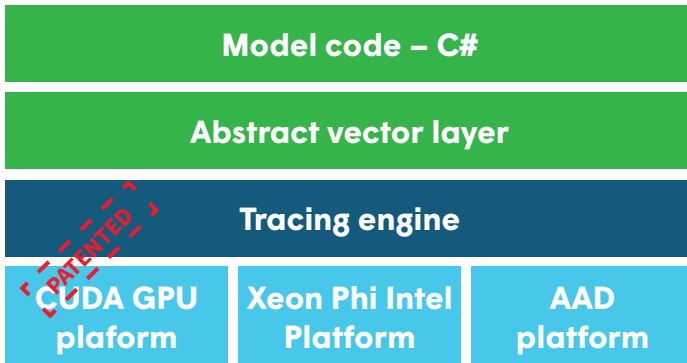 Model code – C#
Abstract vector layer
Tracing engine
PATENTED
CUDA GPU
plaform
Xeon Phi Intel
Platform
AAD
platform